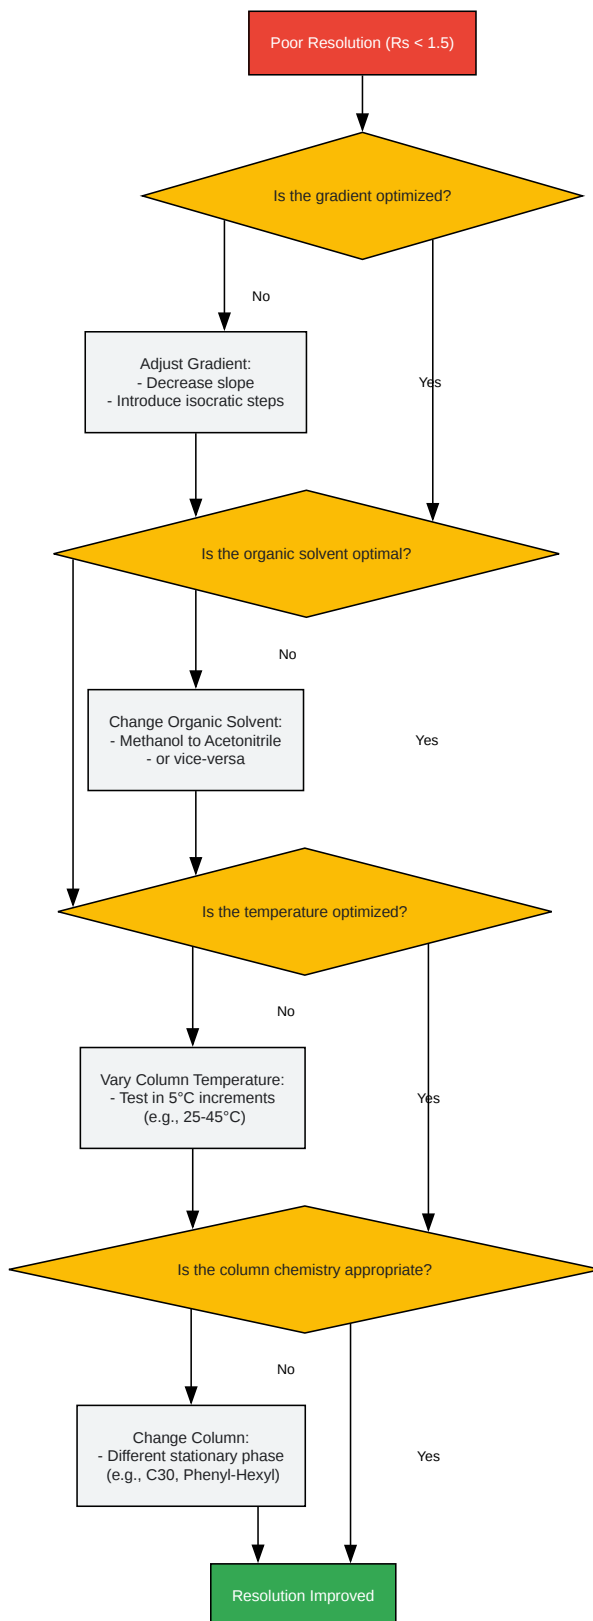 Poor Resolution (Rs < 1.5)
Is the gradient optimized?
No
Adjust Gradient:
- Decrease slope
- Introduce isocratic steps
Yes
Is the organic solvent optimal?
No
Change Organic Solvent:
- Methanol to Acetonitrile
- or vice-versa
Yes
Is the temperature optimized?
No
Vary Column Temperature:
- Test in 5°C increments
(e.g., 25-45°C)
Yes
Is the column chemistry appropriate?
No
Change Column:
- Different stationary phase
(e.g., C30, Phenyl-Hexyl)
Yes
Resolution Improved